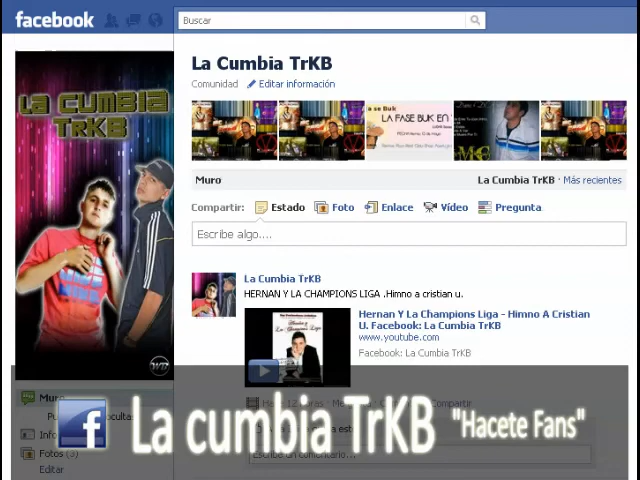 facebook
Buscar
LA CUMBIA
TRKB
La Cumbia TrKB
Comunidad
Editar información
LA FASE BUK EN
Muro
La Cumbia TrKB · Más recientes
Compartir: Estado Foto Enlace Vídeo Pregunta
Escribe algo....
La Cumbia TrKB
HERNAN Y LA CHAMPIONS LIGA .Himno a cristian u.
Hernan Y La Champions Liga - Himno A Cristian
U. Facebook: La Cumbia TrKB
www.youtube.com
Facebook: La Cumbia TrKB
Muro
Compartir
La cumbia TrKB "Hacete Fans"
Fotos
Editar